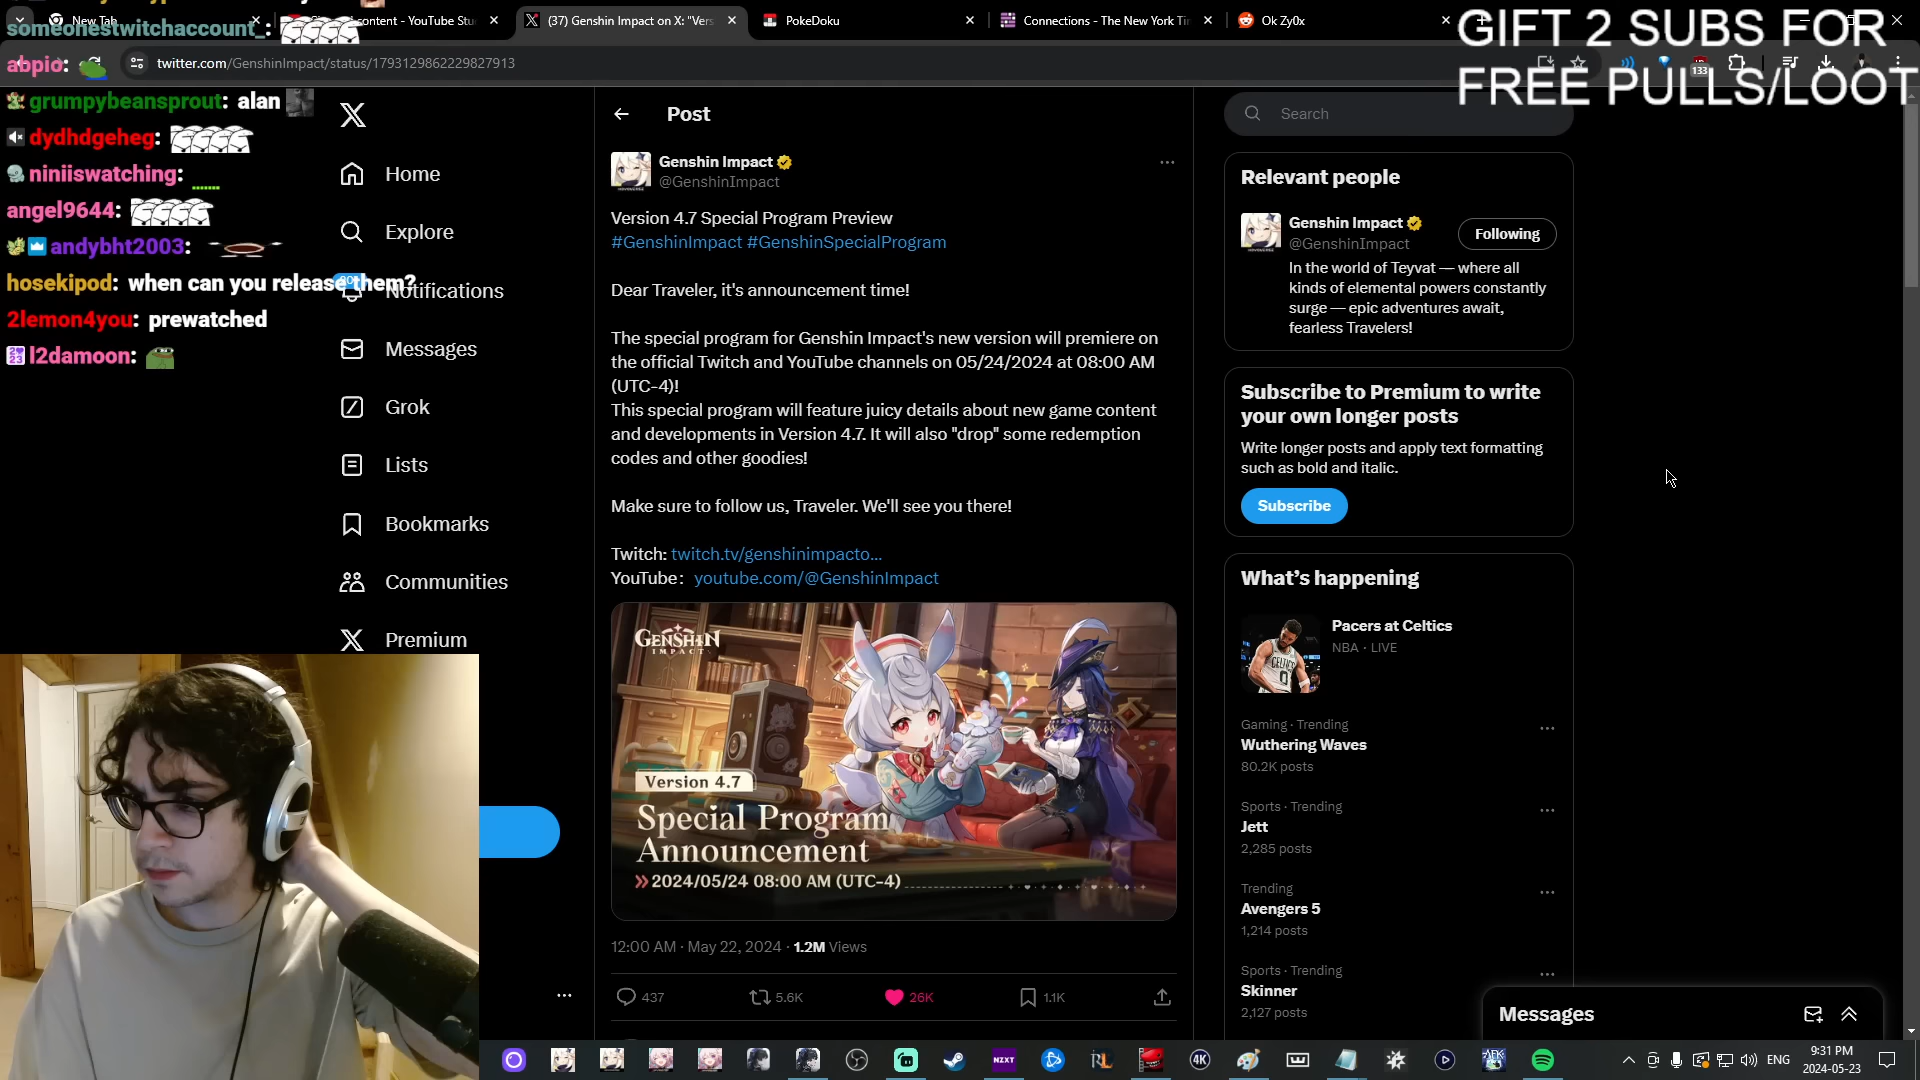 New Tab
content - YouTube Stu
(37) Genshin Impact on X: "Vers
PokeDoku
Connections - The New York Tin
Ok Zy0x
twitter.com/GenshinImpact/status/1793129862229827913
133
GIFT 2 SUBS FOR
FREE PULLS/LOOT
someonestwitchaccount_:
abpio:
grumpybeansprout: alan
dydhdgeheg:
niniiswatching:
angel9644:
andybht2003:
hosekipod: when can you release them?
2lemon4you: prewatched
l2damoon:
Home
Explore
Notifications
Messages
Grok
Lists
Bookmarks
Communities
Premium
Post
Genshin Impact
@GenshinImpact
Version 4.7 Special Program Preview
#GenshinImpact #GenshinSpecialProgram
Dear Traveler, it's announcement time!
The special program for Genshin Impact's new version will premiere on
the official Twitch and YouTube channels on 05/24/2024 at 08:00 AM
(UTC-4)!
This special program will feature juicy details about new game content
and developments in Version 4.7. It will also "drop" some redemption
codes and other goodies!
Make sure to follow us, Traveler. We'll see you there!
Twitch: twitch.tv/genshinimpacto...
YouTube: youtube.com/@GenshinImpact
GENSHIN
IMPACT
Version 4.7
Special Program
Announcement
2024/05/24 08:00 AM (UTC-4)
12:00 AM · May 22, 2024 · 1.2M Views
437
5.6K
26K
1.1K
Search
Relevant people
Genshin Impact
@GenshinImpact
Following
In the world of Teyvat — where all
kinds of elemental powers constantly
surge — epic adventures await,
fearless Travelers!
Subscribe to Premium to write
your own longer posts
Write longer posts and apply text formatting
such as bold and italic.
Subscribe
What's happening
Pacers at Celtics
NBA · LIVE
Gaming · Trending
Wuthering Waves
80.2K posts
Sports · Trending
Jett
2,285 posts
Trending
Avengers 5
1,214 posts
Sports · Trending
Skinner
2,127 posts
Messages
NZXT
4K
AFK
ENG
9:31 PM
2024-05-23